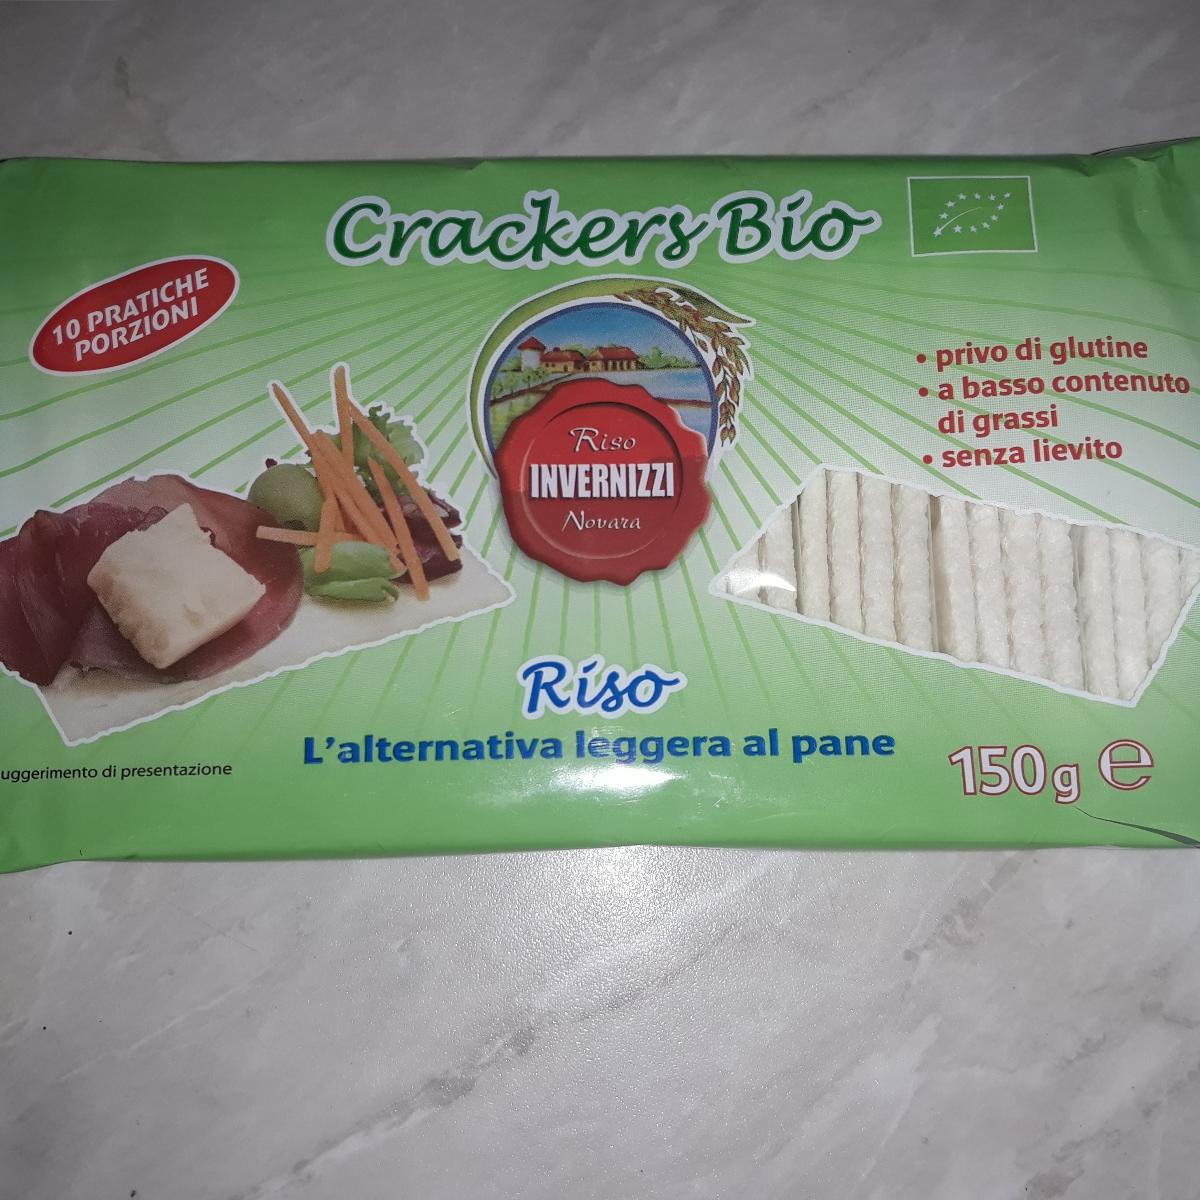 Crackers Bio
10 PRATICHE
PORZIONI
• privo di glutine
• a basso contenuto
di grassi
• senza lievito
Riso
INVERNIZZI
Novara
Riso
L'alternativa leggera al pane
uggerimento di presentazione
150g e